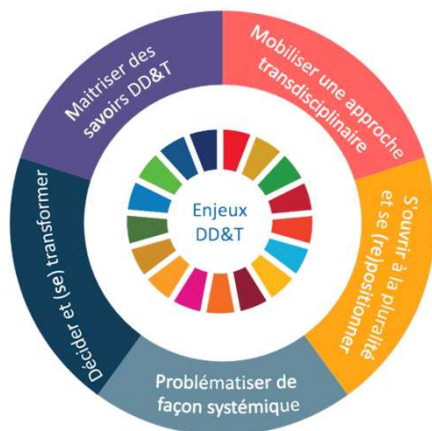 Maitriser des
savoirs DD&T
Mobiliser une approche
transdisciplinaire
S'ouvrir à la pluralité
et se (re)positionner
Problématiser de
façon systémique
Décider et (se) transformer
Enjeux
DD&T